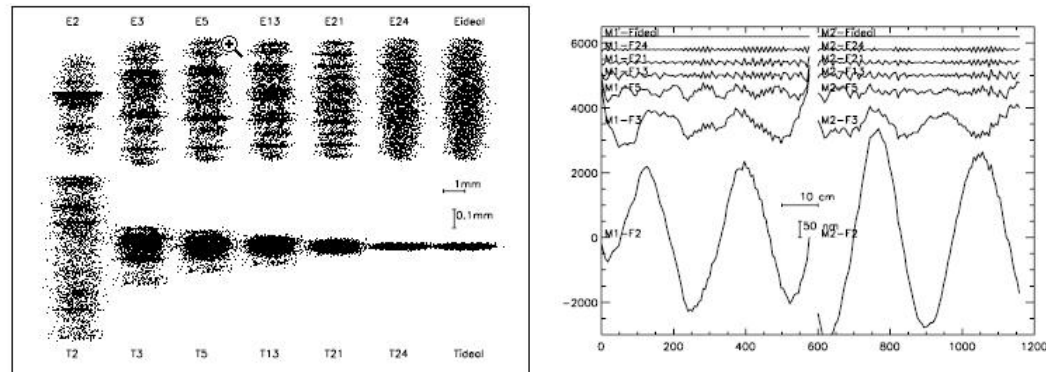 E2 E3 E5 E13 E21 E24 Eideal
1mm
0.1mm
T2 T3 T5 T13 T21 T24 Tideal
6000
4000
2000
0
-2000
M1-Fideal
M1-F24
M1-F21
M1-F13
M1-F5
M1-F3
M1-F2
M2-Fideal
M2-F24
M2-F21
M2-F13
M2-F5
M2-F3
M2-F2
10 cm
50 nm
0 200 400 600 800 1000 1200